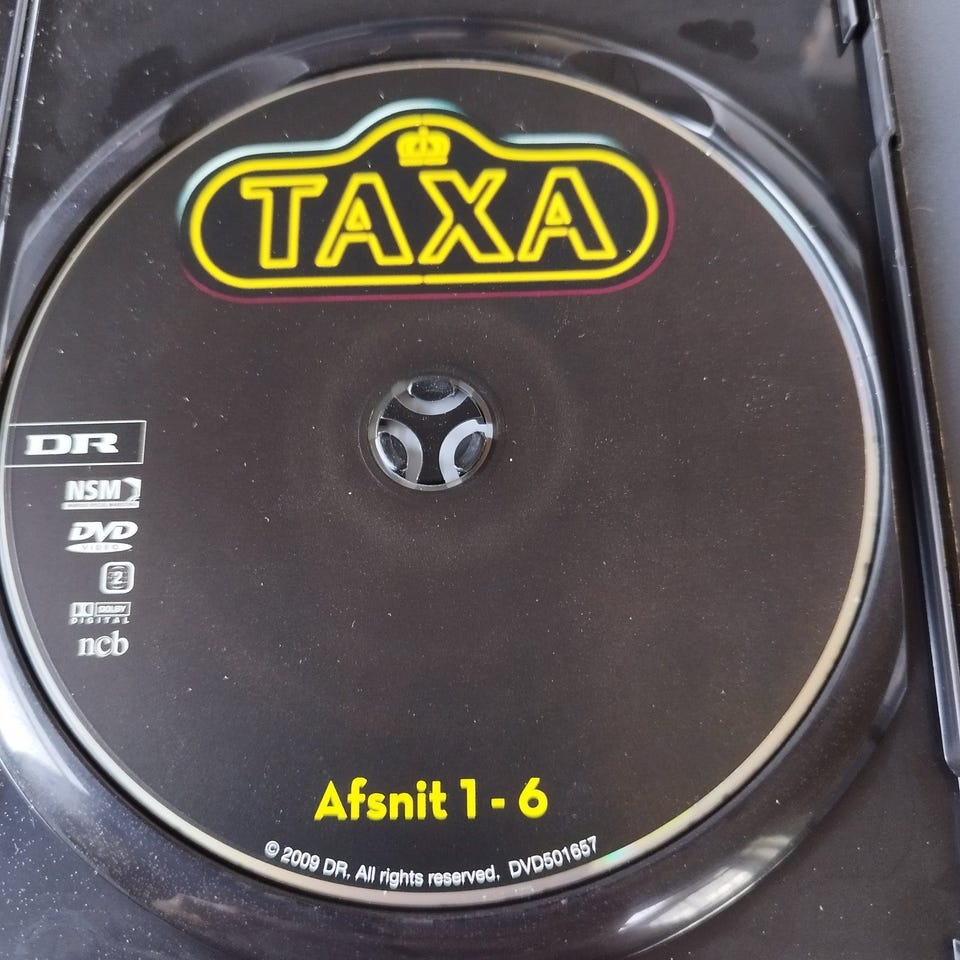 TAXA
DR
NSM
DVD
VIDEO
2
DOLBY
DIGITAL
ncb
Afsnit 1 - 6
© 2009 DR. All rights reserved. DVD501657